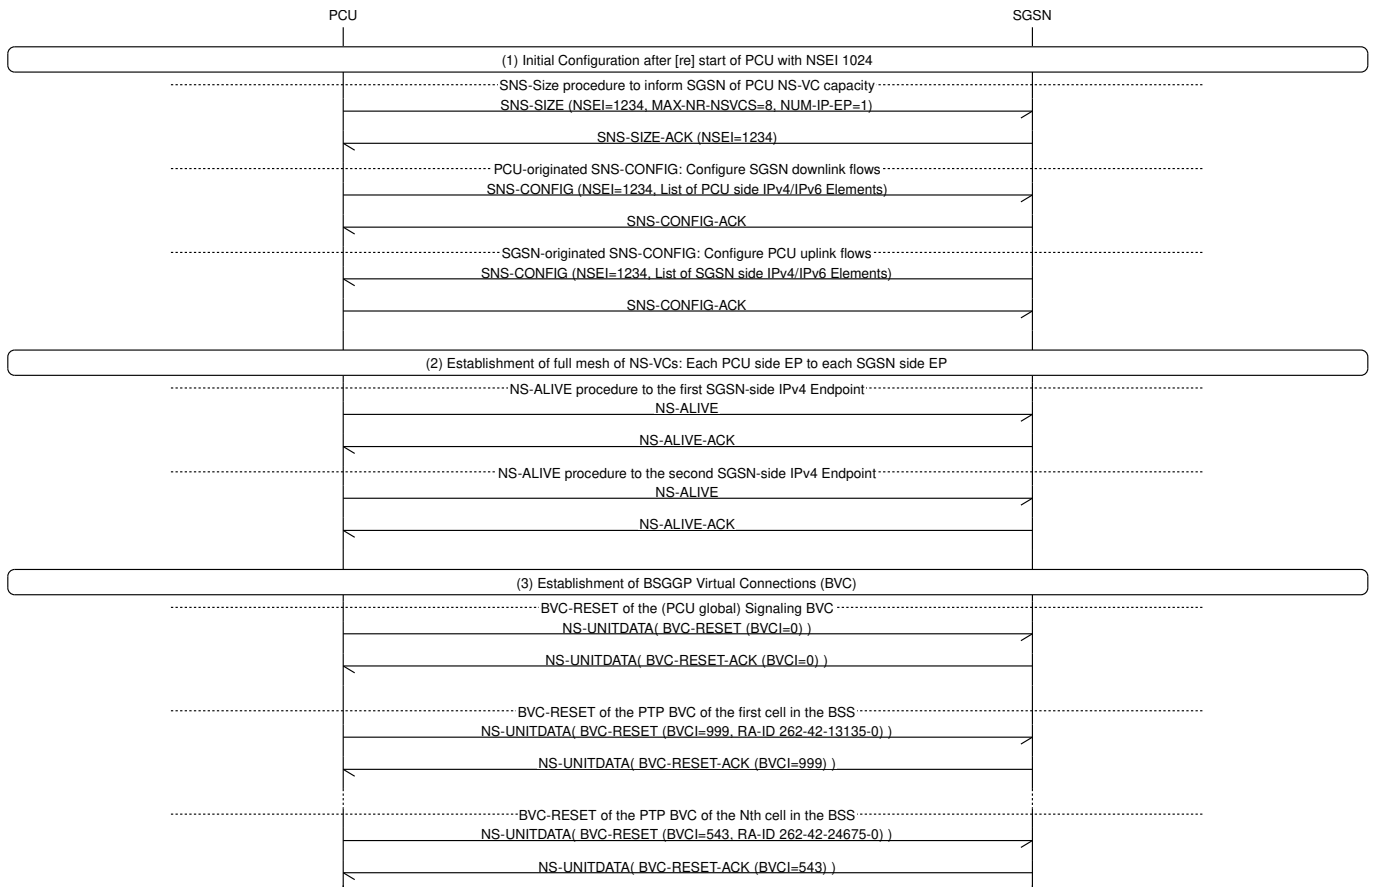 PCU SGSN
(1) Initial Configuration after [re] start of PCU with NSEI 1024
SNS-Size procedure to inform SGSN of PCU NS-VC capacity
SNS-SIZE (NSEI=1234, MAX-NR-NSVCS=8, NUM-IP-EP=1)
SNS-SIZE-ACK (NSEI=1234)
PCU-originated SNS-CONFIG: Configure SGSN downlink flows
SNS-CONFIG (NSEI=1234, List of PCU side IPv4/IPv6 Elements)
SNS-CONFIG-ACK
SGSN-originated SNS-CONFIG: Configure PCU uplink flows
SNS-CONFIG (NSEI=1234, List of SGSN side IPv4/IPv6 Elements)
SNS-CONFIG-ACK
(2) Establishment of full mesh of NS-VCs: Each PCU side EP to each SGSN side EP
NS-ALIVE procedure to the first SGSN-side IPv4 Endpoint
NS-ALIVE
NS-ALIVE-ACK
NS-ALIVE procedure to the second SGSN-side IPv4 Endpoint
NS-ALIVE
NS-ALIVE-ACK
(3) Establishment of BSGGP Virtual Connections (BVC)
BVC-RESET of the (PCU global) Signaling BVC
NS-UNITDATA( BVC-RESET (BVCI=0) )
NS-UNITDATA( BVC-RESET-ACK (BVCI=0) )
BVC-RESET of the PTP BVC of the first cell in the BSS
NS-UNITDATA( BVC-RESET (BVCI=999, RA-ID 262-42-13135-0) )
NS-UNITDATA( BVC-RESET-ACK (BVCI=999) )
BVC-RESET of the PTP BVC of the Nth cell in the BSS
NS-UNITDATA( BVC-RESET (BVCI=543, RA-ID 262-42-24675-0) )
NS-UNITDATA( BVC-RESET-ACK (BVCI=543) )